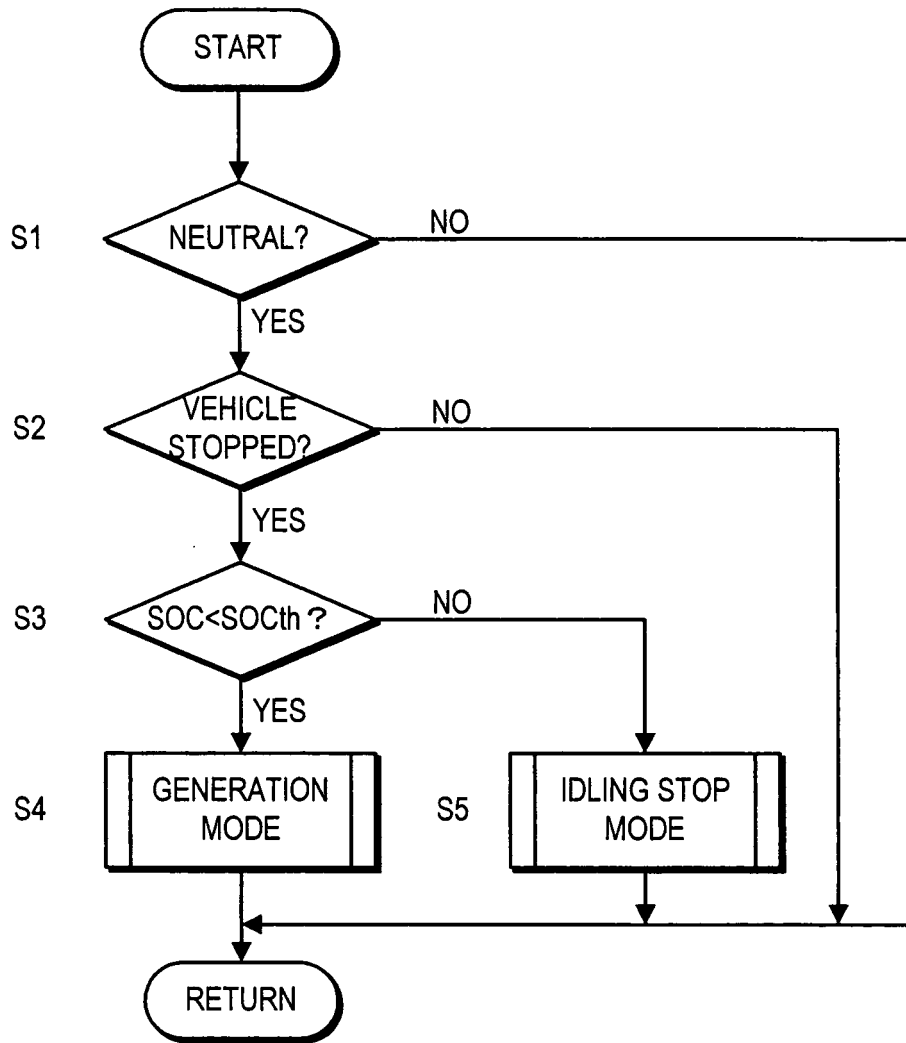 START
S1
NEUTRAL?
NO
YES
S2
VEHICLE
STOPPED?
NO
YES
S3
SOC<SOCth ?
NO
YES
S4
GENERATION
MODE
S5
IDLING STOP
MODE
RETURN